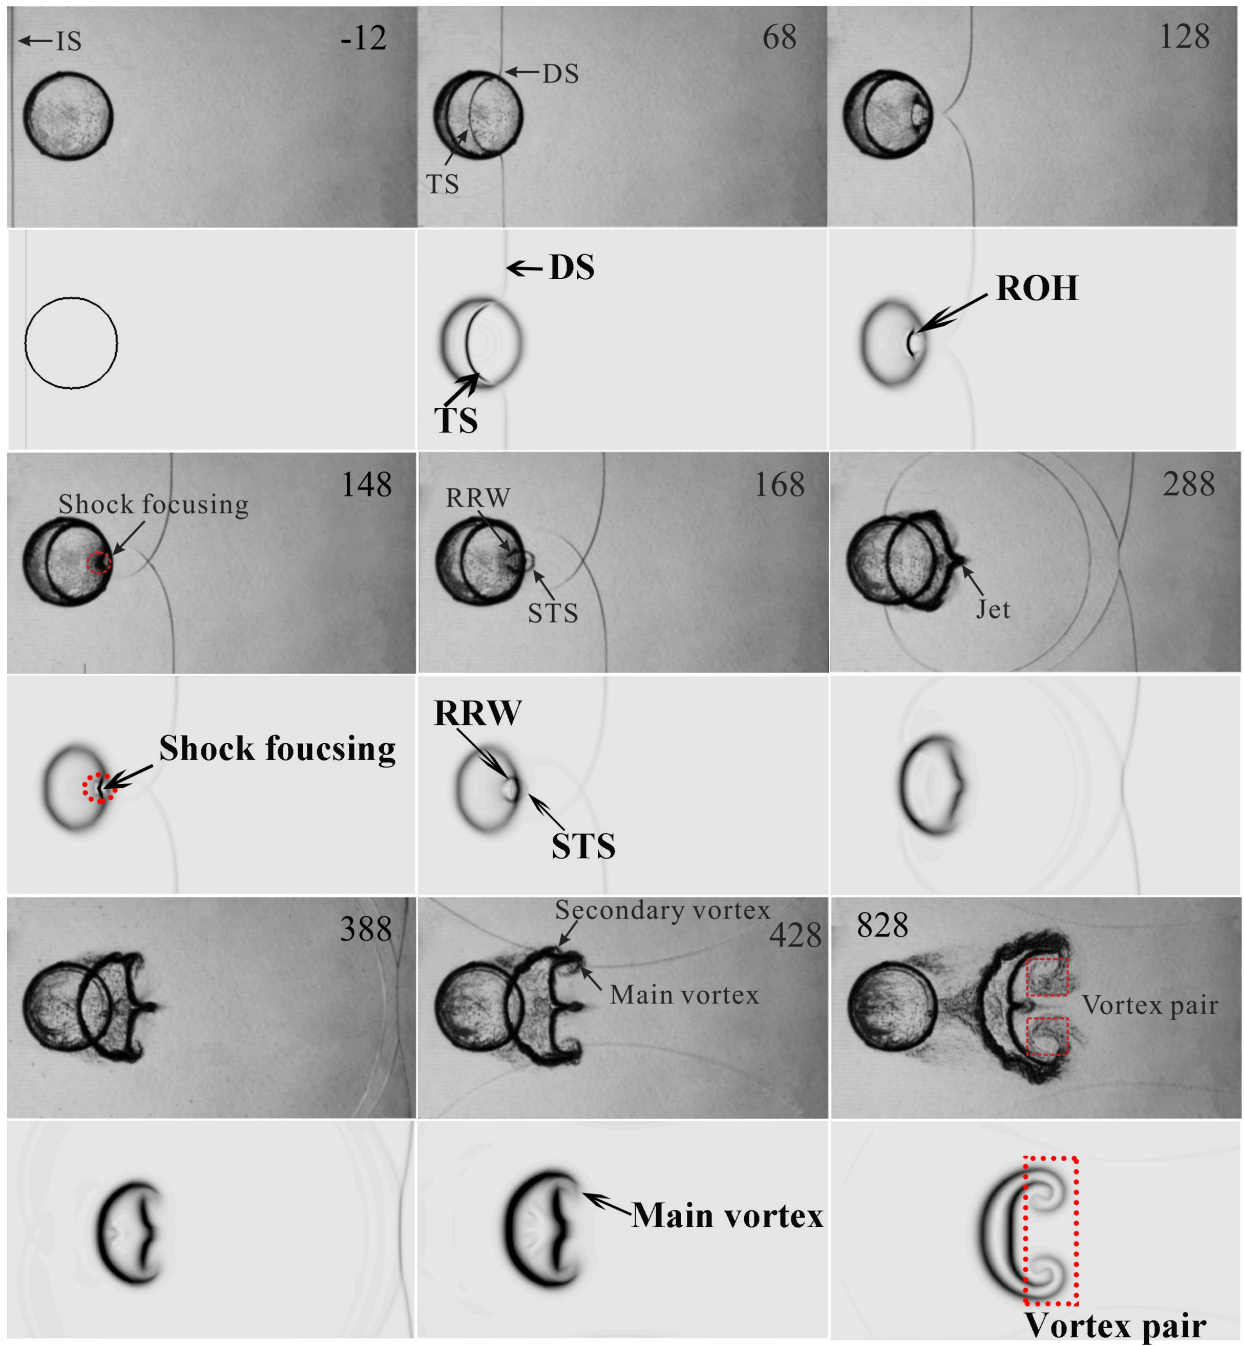 IS
-12
68
DS
TS
128
DS
TS
ROH
148
Shock focusing
168
RRW
STS
288
Jet
Shock foucsing
RRW
STS
388
Secondary vortex
428
Main vortex
828
Vortex pair
Main vortex
Vortex pair